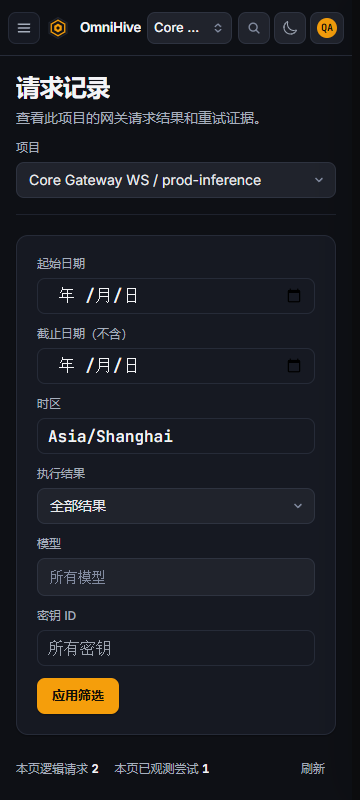 OmniHive Core ... QA
请求记录
查看此项目的网关请求结果和重试证据。
项目
Core Gateway WS / prod-inference
起始日期
年 /月/日
截止日期（不含）
年 /月/日
时区
Asia/Shanghai
执行结果
全部结果
模型
所有模型
密钥 ID
所有密钥
应用筛选
本页逻辑请求 2 本页已观测尝试 1 刷新